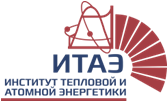 ИТАЭ
ИНСТИТУТ ТЕПЛОВОЙ И
АТОМНОЙ ЭНЕРГЕТИКИ